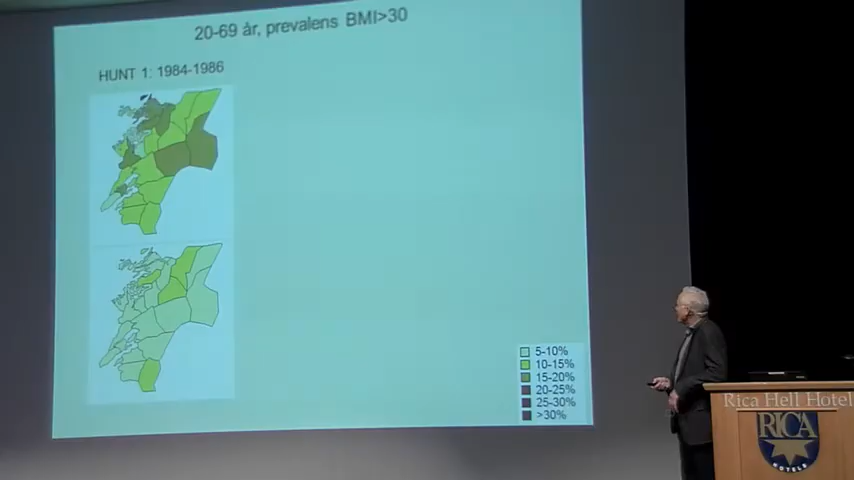 20-69 år, prevalens BMI>30
HUNT 1: 1984-1986
5-10%
10-15%
15-20%
20-25%
25-30%
>30%
Rica Hell Hotel
RICA
HOTELS